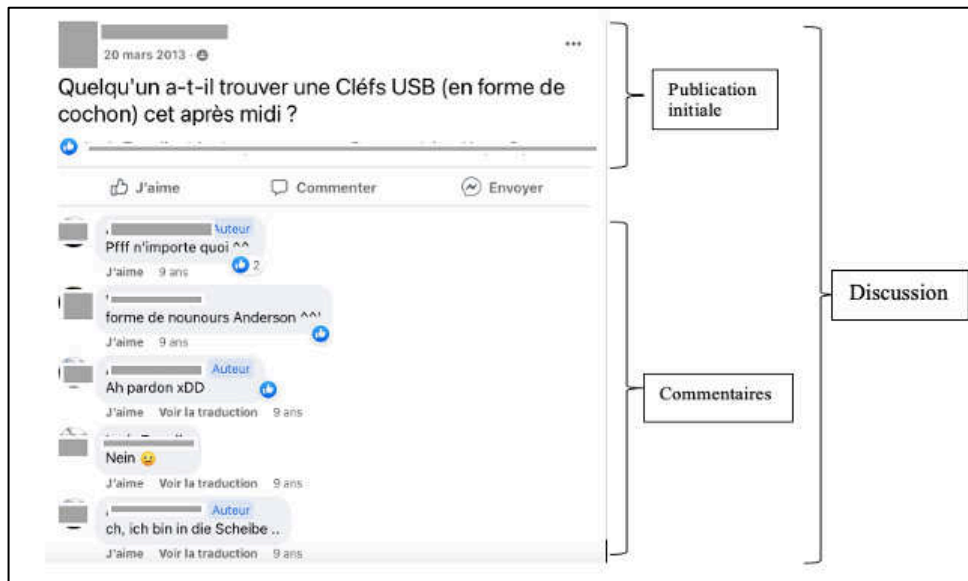 20 mars 2013 ·
Quelqu'un a-t-il trouver une Cléfs USB (en forme de
cochon) cet après midi ?
J'aime Commenter Envoyer
Auteur
Pfff n'importe quoi ^^
2
J'aime 9 ans
forme de nounours Anderson ^^'
J'aime 9 ans
Auteur
Ah pardon xDD
J'aime Voir la traduction 9 ans
Nein 😄
J'aime Voir la traduction 9 ans
Auteur
ch, ich bin in die Scheibe ..
J'aime Voir la traduction 9 ans
Publication
initiale
Commentaires
Discussion